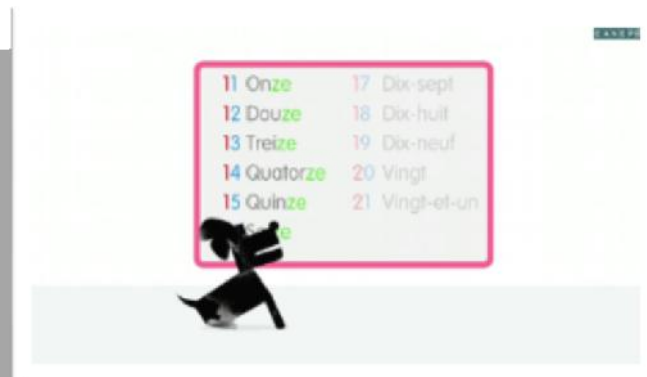 CANOPÉ
11 Onze
12 Douze
13 Treize
14 Quatorze
15 Quinze
17 Dix-sept
18 Dix-huit
19 Dix-neuf
20 Vingt
21 Vingt-et-un